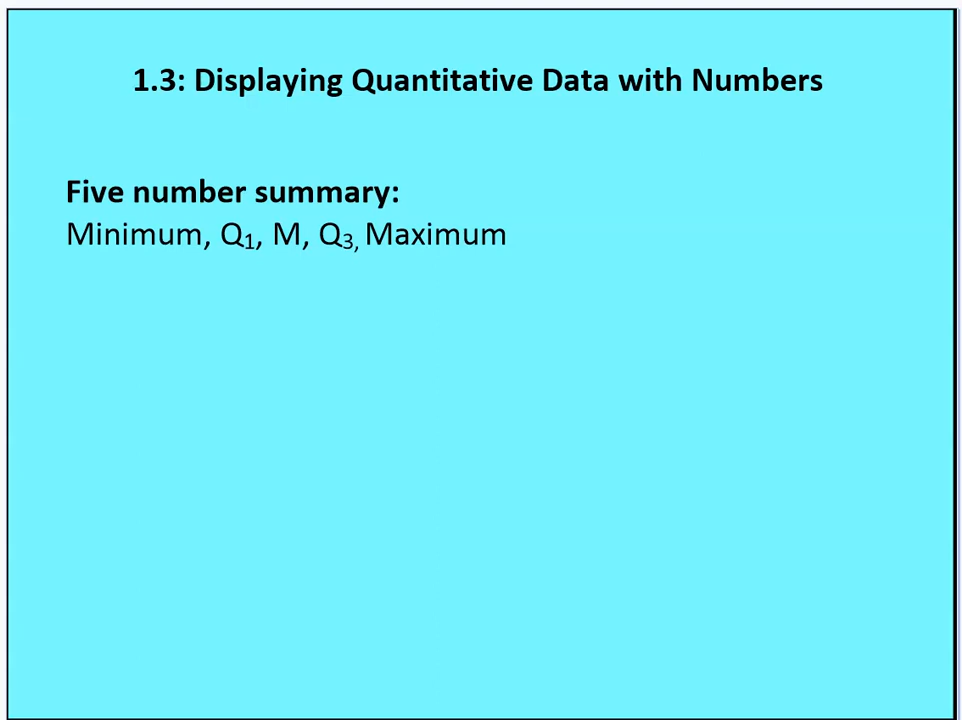 1.3: Displaying Quantitative Data with Numbers
Five number summary:
Minimum, Q₁, M, Q₃, Maximum